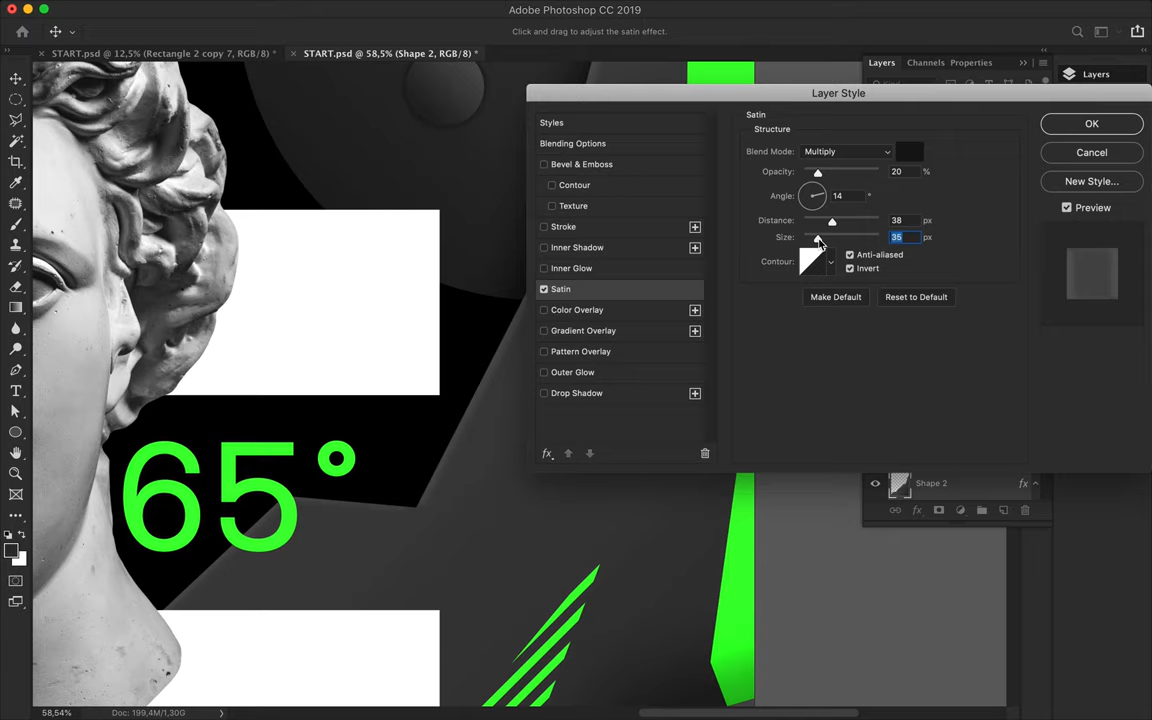 Adobe Photoshop CC 2019
Click and drag to adjust the satin effect.
START.psd @ 12,5% (Rectangle 2 copy 7, RGB/8) *
START.psd @ 58,5% (Shape 2, RGB/8) *
Layers
Channels
Properties
Layers
Layer Style
Styles
Blending Options
Bevel & Emboss
Contour
Texture
Stroke
Inner Shadow
Inner Glow
Satin
Color Overlay
Gradient Overlay
Pattern Overlay
Outer Glow
Drop Shadow
fx
Satin
Structure
Blend Mode: Multiply
Opacity: 20 %
Angle: 14 °
Distance: 38 px
Size: 35 px
Contour:
Anti-aliased
Invert
Make Default
Reset to Default
OK
Cancel
New Style...
Preview
65°
Shape 2
fx
fx
58,54%
Doc: 199,4M/1,30G